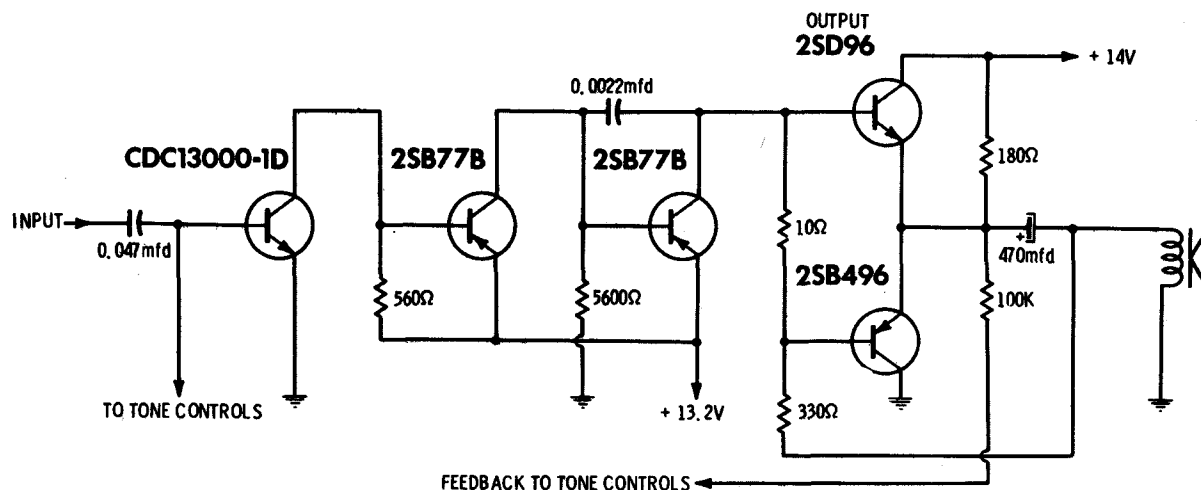 OUTPUT
2SD96
+ 14V
0.0022mfd
CDC13000-1D
2SB77B
2SB77B
180Ω
INPUT
0.047mfd
10Ω
470mfd
+
2SB496
560Ω
5600Ω
100K
TO TONE CONTROLS
+ 13.2V
330Ω
FEEDBACK TO TONE CONTROLS